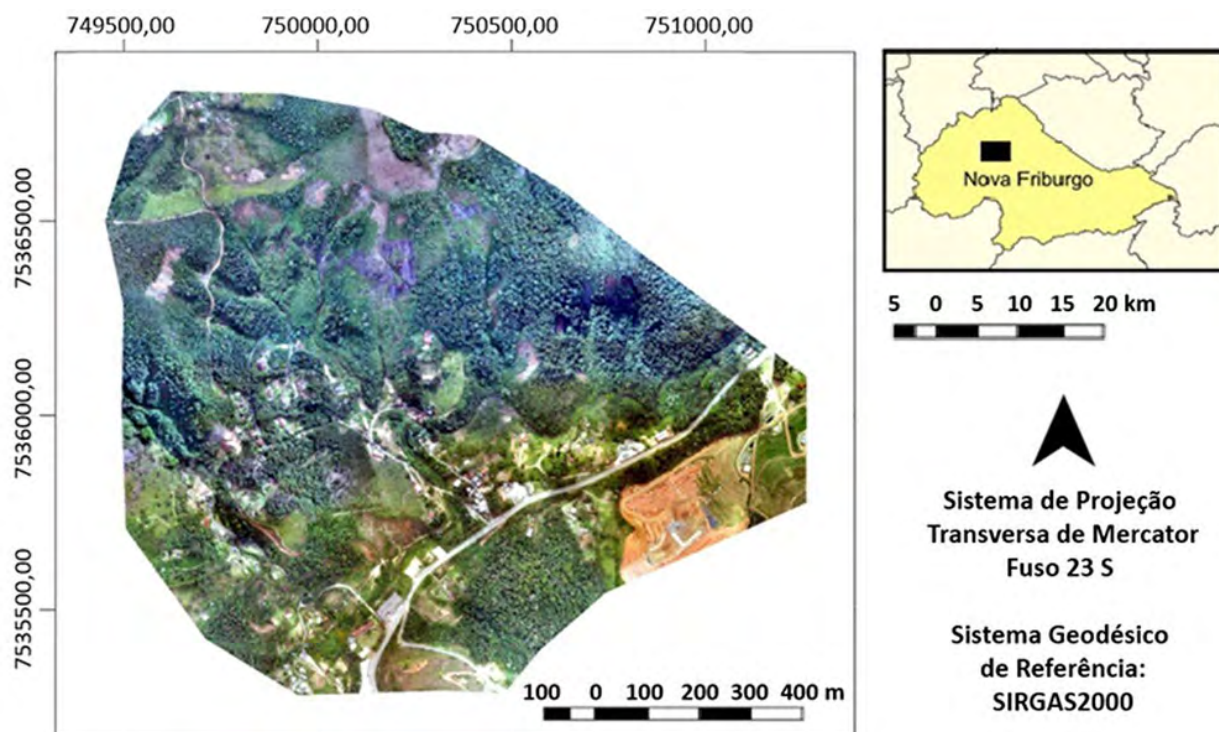 749500,00 750000,00 750500,00 751000,00
7536500,00
7536000,00
7535500,00
100 0 100 200 300 400 m
Nova Friburgo
5 0 5 10 15 20 km
Sistema de Projeção
Transversa de Mercator
Fuso 23 S
Sistema Geodésico
de Referência:
SIRGAS2000